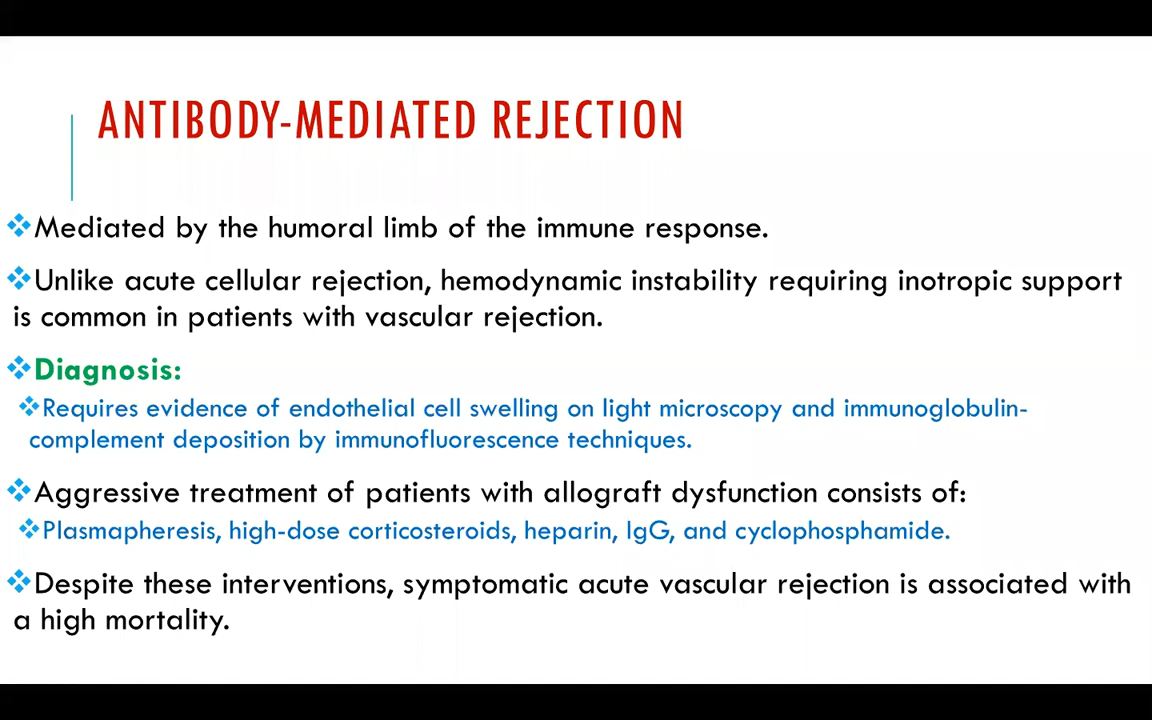 ANTIBODY-MEDIATED REJECTION
Mediated by the humoral limb of the immune response.
Unlike acute cellular rejection, hemodynamic instability requiring inotropic support
is common in patients with vascular rejection.
Diagnosis:
Requires evidence of endothelial cell swelling on light microscopy and immunoglobulin-
complement deposition by immunofluorescence techniques.
Aggressive treatment of patients with allograft dysfunction consists of:
Plasmapheresis, high-dose corticosteroids, heparin, IgG, and cyclophosphamide.
Despite these interventions, symptomatic acute vascular rejection is associated with
a high mortality.